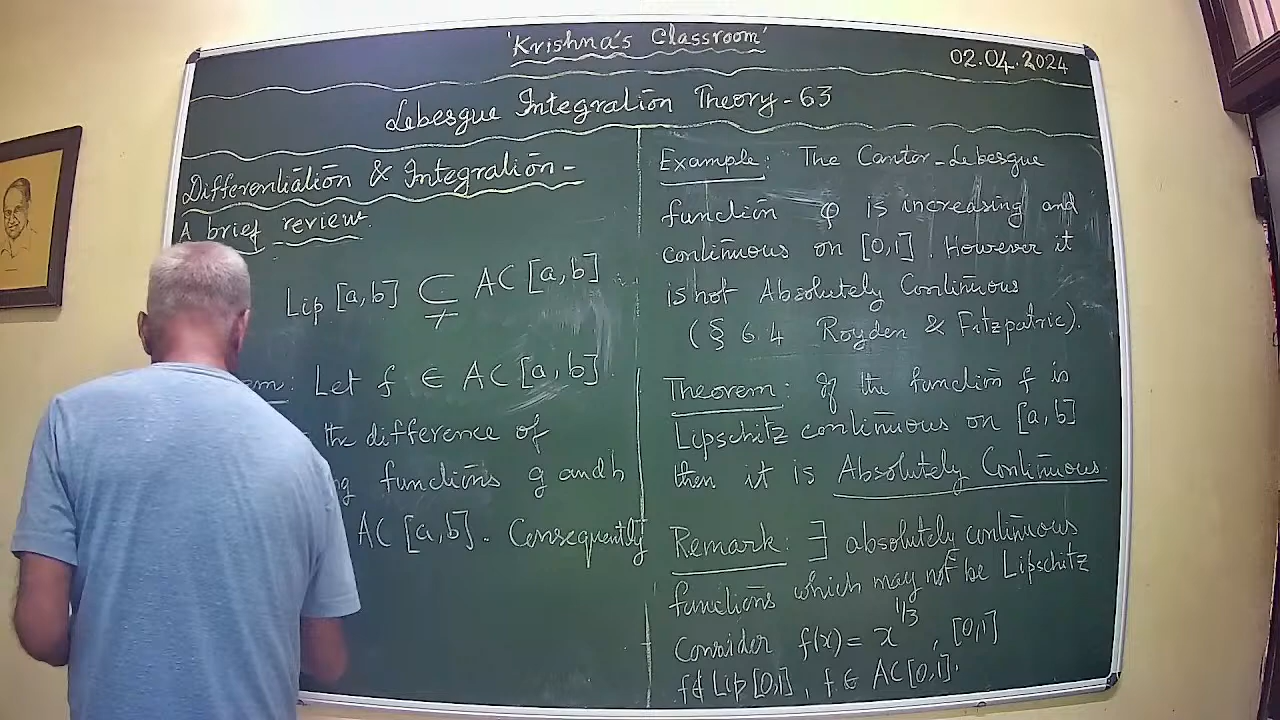 'Krishna's Classroom'
02.04.2024
Lebesgue Integration Theory - 63
Differentiation & Integration -
A brief review
Lip [a,b] ⊊ AC [a,b]
em: Let f ∈ AC [a,b]
the difference of
ng functions g and h
AC [a,b]. Consequently
Example: The Cantor-Lebesgue
function φ is increasing and
continuous on [0,1]. However it
is not Absolutely Continuous
(§ 6.4 Royden & Fitzpatric).
Theorem: If the function f is
Lipschitz continuous on [a,b]
then it is Absolutely Continuous.
Remark: ∃ absolutely continuous
functions which may not be Lipschitz
Consider f(x) = x^{1/3}, [0,1]
f ∉ Lip [0,1], f ∈ AC [0,1].